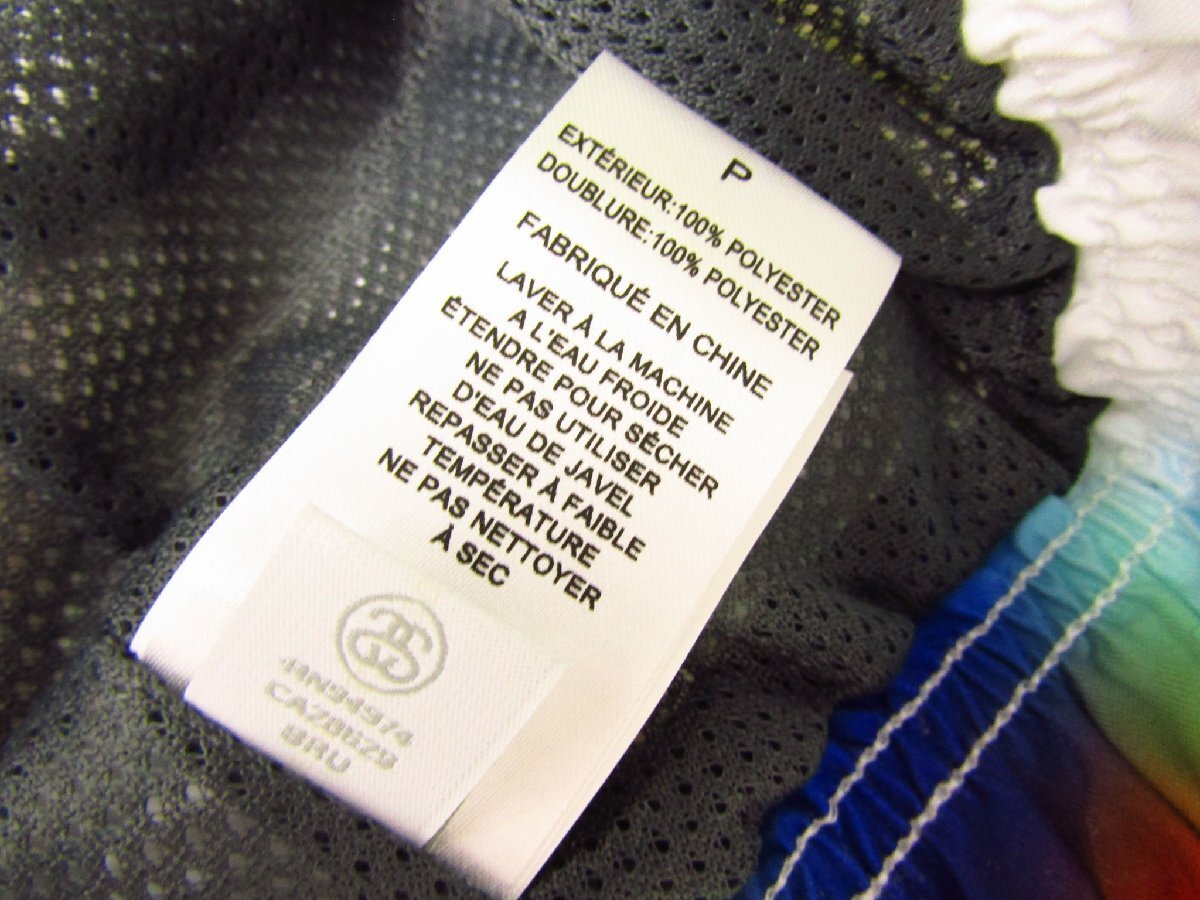 P
EXTÉRIEUR:100% POLYESTER
DOUBLURE:100% POLYESTER
FABRIQUÉ EN CHINE
LAVER À LA MACHINE
A L'EAU FROIDE
ÉTENDRE POUR SÉCHER
NE PAS UTILISER
D'EAU DE JAVEL
REPASSER À FAIBLE
TEMPÉRATURE
NE PAS NETTOYER
À SEC
CA28629